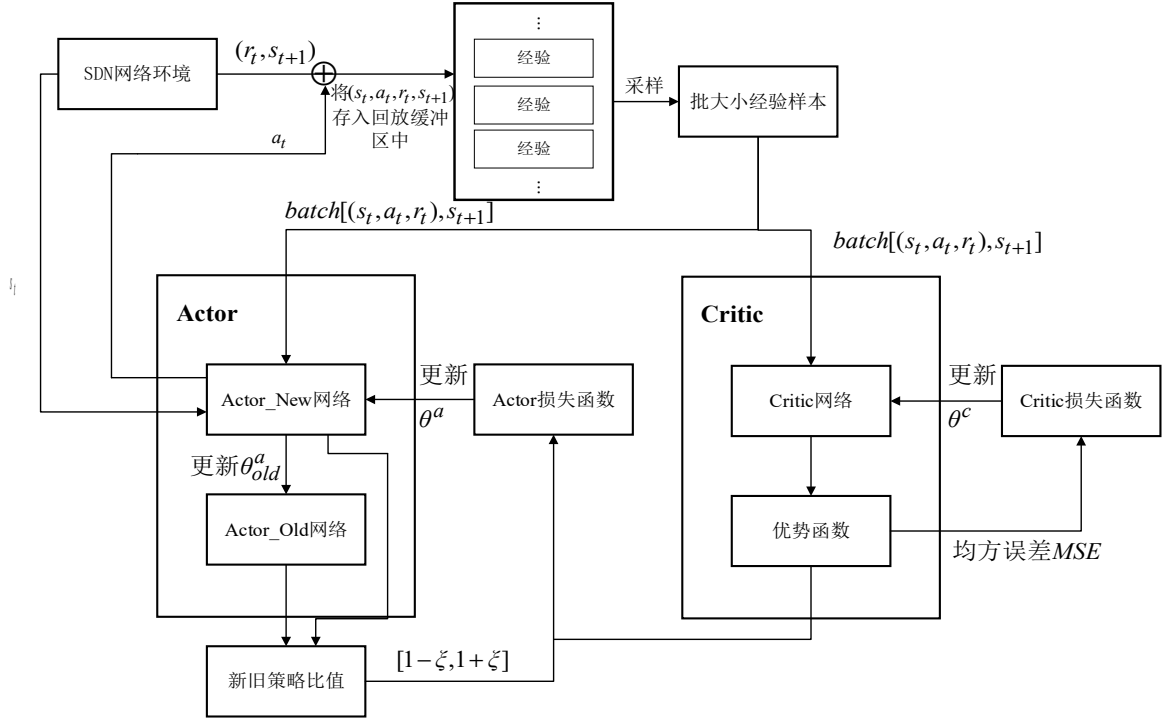 SDN网络环境
(r_t,s_{t+1})
将(s_t,a_t,r_t,s_{t+1})
存入回放缓冲
区中
a_t
⋮
经验
经验
经验
⋮
采样
批大小经验样本
batch[(s_t,a_t,r_t),s_{t+1}]
batch[(s_t,a_t,r_t),s_{t+1}]
s_t
Actor
Actor_New网络
更新
θ^a
Actor损失函数
更新θ_{old}^a
Actor_Old网络
新旧策略比值
[1−ξ,1+ξ]
Critic
Critic网络
更新
θ^c
Critic损失函数
优势函数
均方误差MSE